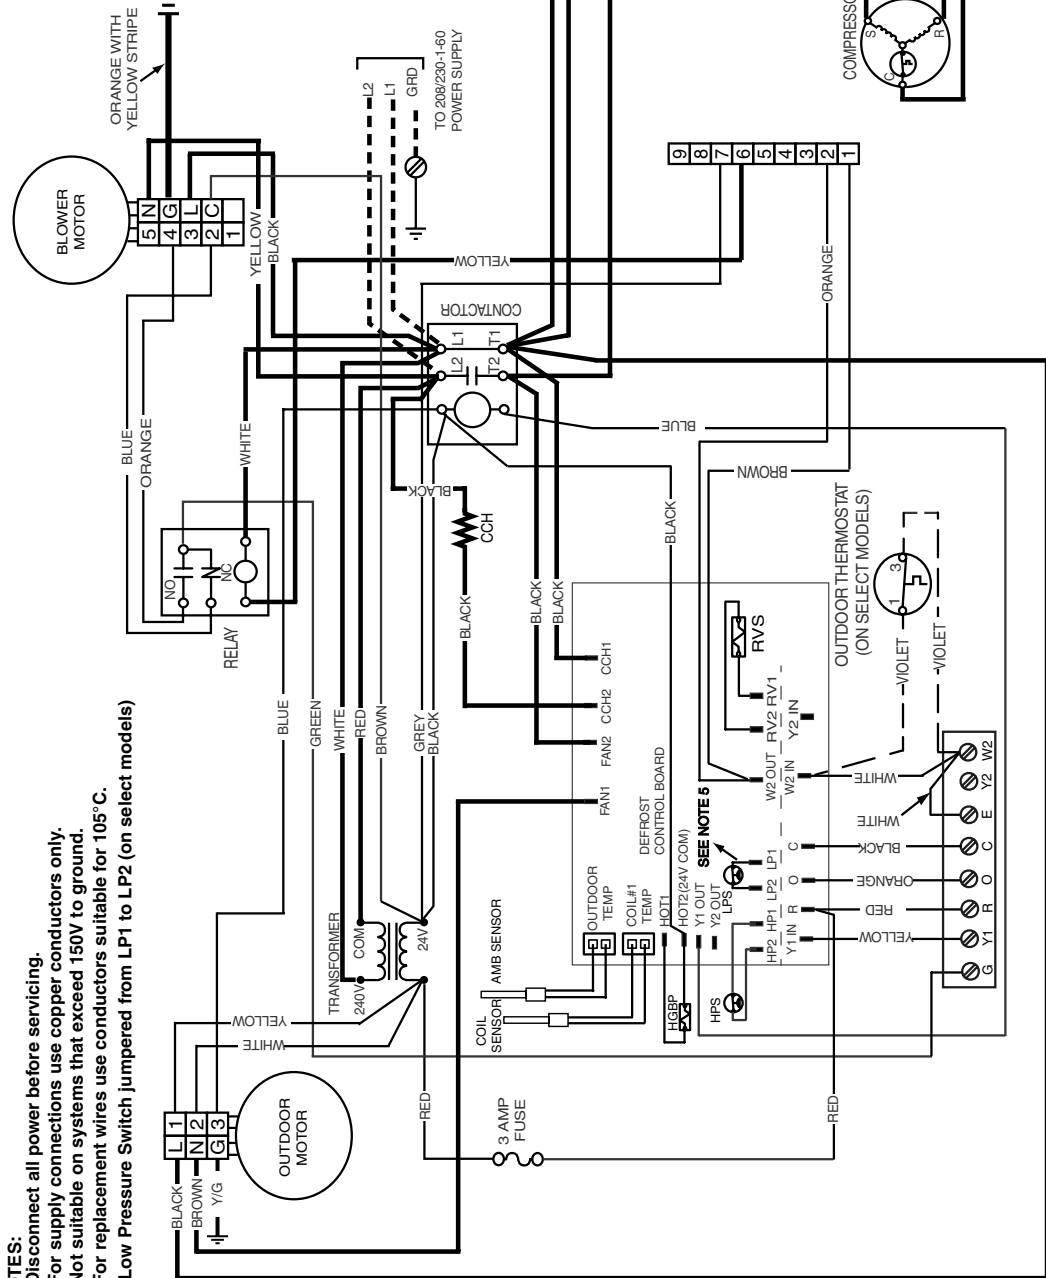 TES:
Disconnect all power before servicing.
For supply connections use copper conductors only.
Not suitable on systems that exceed 150V to ground.
For replacement wires use conductors suitable for 105°C.
Low Pressure Switch jumpered from LP1 to LP2 (on select models)
ORANGE WITH
YELLOW STRIPE
BLOWER
MOTOR
5 N
4 G
3 L
2 C
1
L2
L1
GRD
TO 208/230-1-60
POWER SUPPLY
COMPRESSO
S
R
C
9
8
7
6
5
4
3
2
1
YELLOW
BLACK
YELLOW
ORANGE
BLUE
ORANGE
WHITE
CONTACTOR
L1
L2
T1
T2
NO
NC
RELAY
BLACK
CCH
BLUE
BROWN
BLACK
BLACK
BLACK
BLACK
OUTDOOR THERMOSTAT
(ON SELECT MODELS)
1
3
VIOLET
VIOLET
BLUE
GREEN
WHITE
RED
BROWN
GREY
BLACK
CCH1
CCH2
FAN2
FAN1
RVS
RV1
RV2
Y2 IN
W2 OUT
W2 IN
DEFROST
CONTROL BOARD
SEE NOTE 5
OUTDOOR
TEMP
COIL#1
TEMP
HOT1
HOT2(24V COM)
Y1 OUT
Y2 OUT
LPS
LP1
LP2
HP1
HP2
C
O
R
Y1 IN
HGBP
HPS
TRANSFORMER
240V
COM
24V
AMB SENSOR
COIL
SENSOR
YELLOW
WHITE
L 1
N 2
G 3
OUTDOOR
MOTOR
BLACK
BROWN
Y/G
RED
3 AMP
FUSE
RED
WHITE
WHITE
BLACK
ORANGE
RED
YELLOW
W2
Y2
E
C
O
R
Y1
G